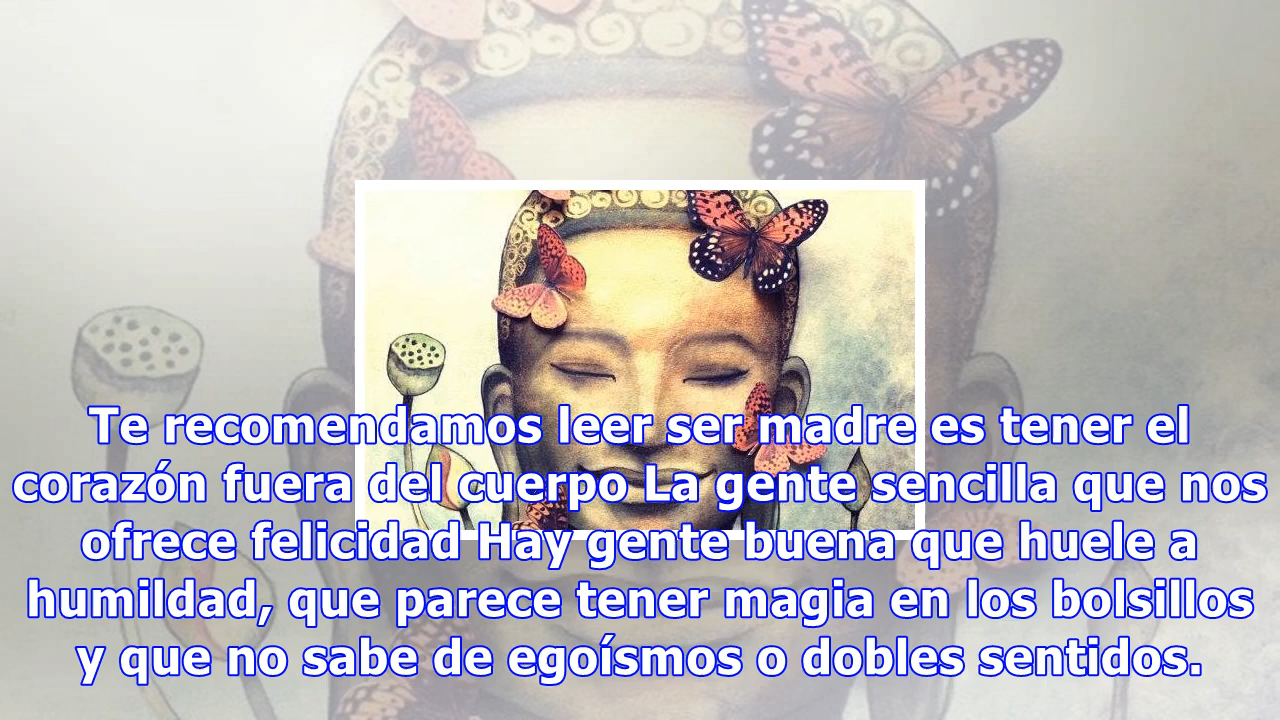 Te recomendamos leer ser madre es tener el
corazón fuera del cuerpo La gente sencilla que nos
ofrece felicidad Hay gente buena que huele a
humildad, que parece tener magia en los bolsillos
y que no sabe de egoísmos o dobles sentidos.